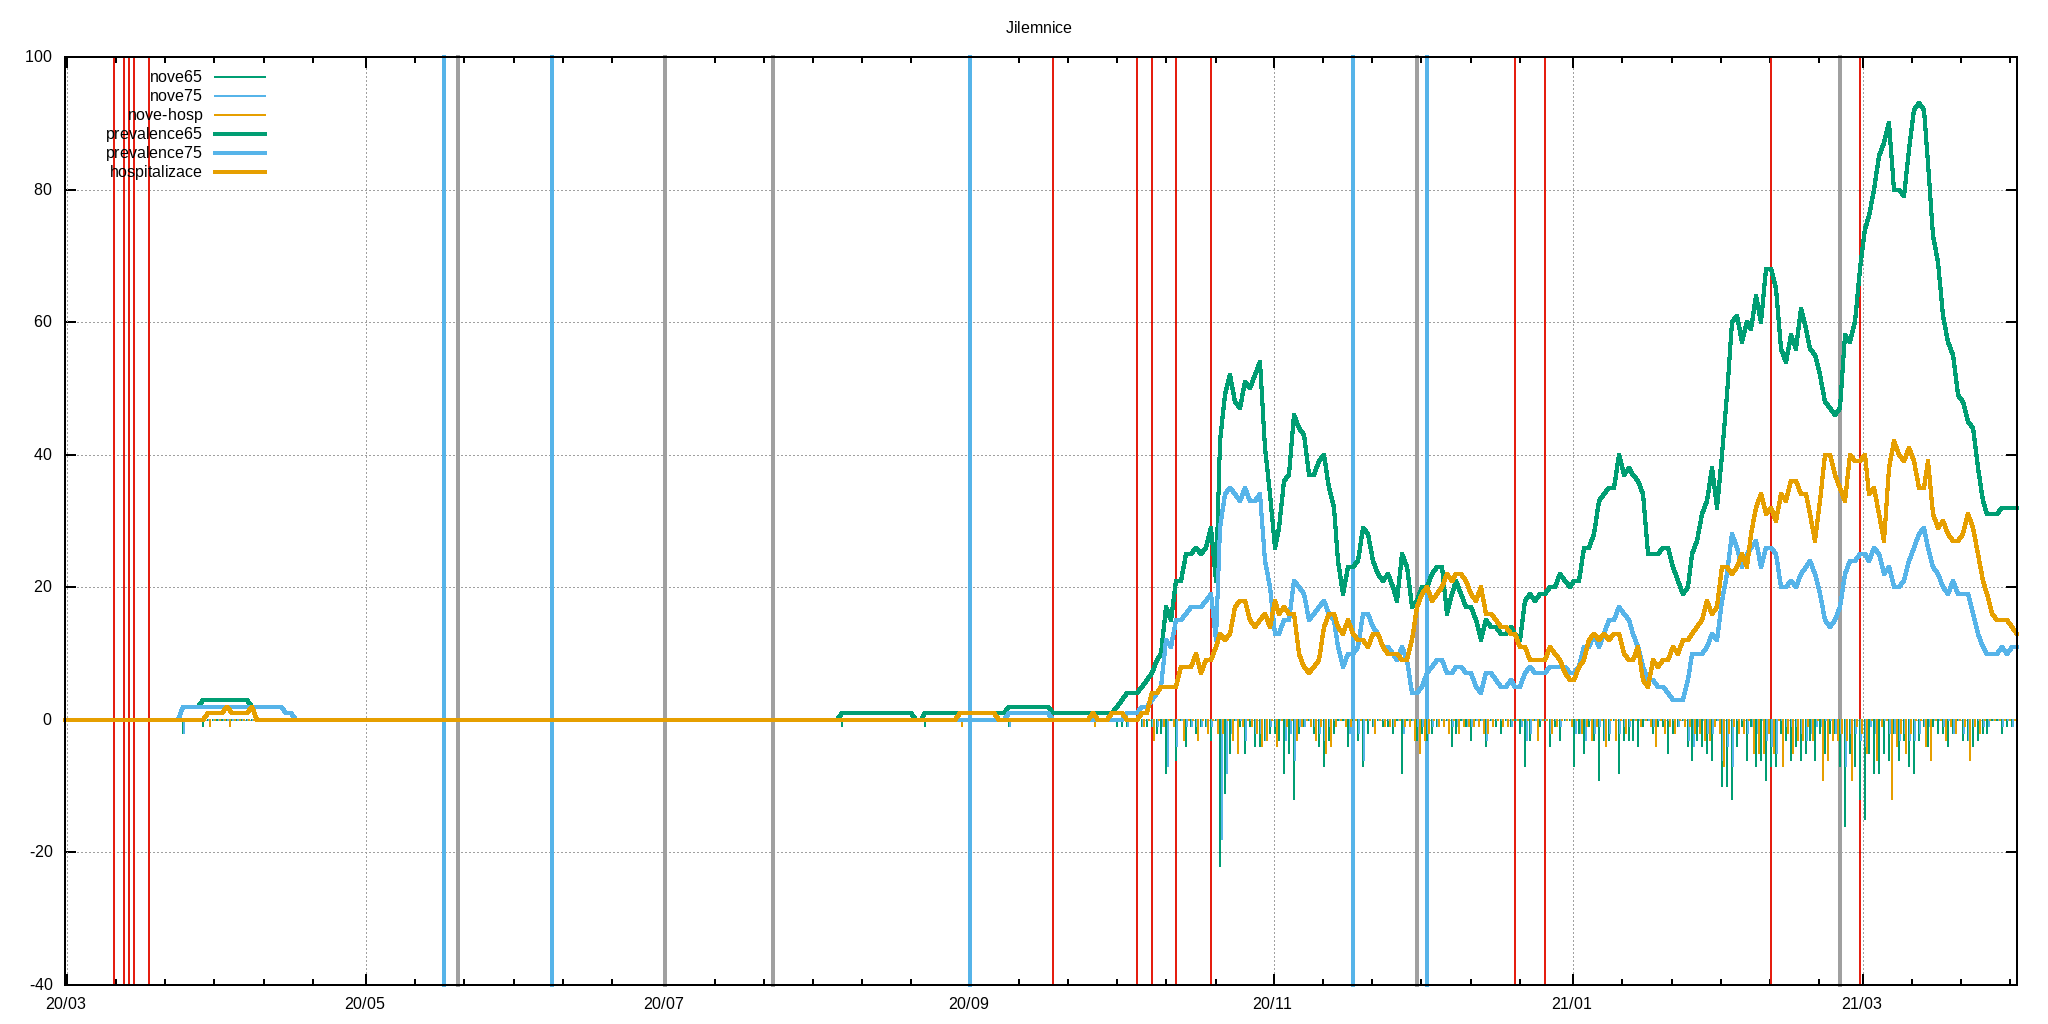 Jilemnice
100
80
60
40
20
0
-20
-40
nove65
nove75
nove-hosp
prevalence65
prevalence75
hospitalizace
20/03 20/05 20/07 20/09 20/11 21/01 21/03